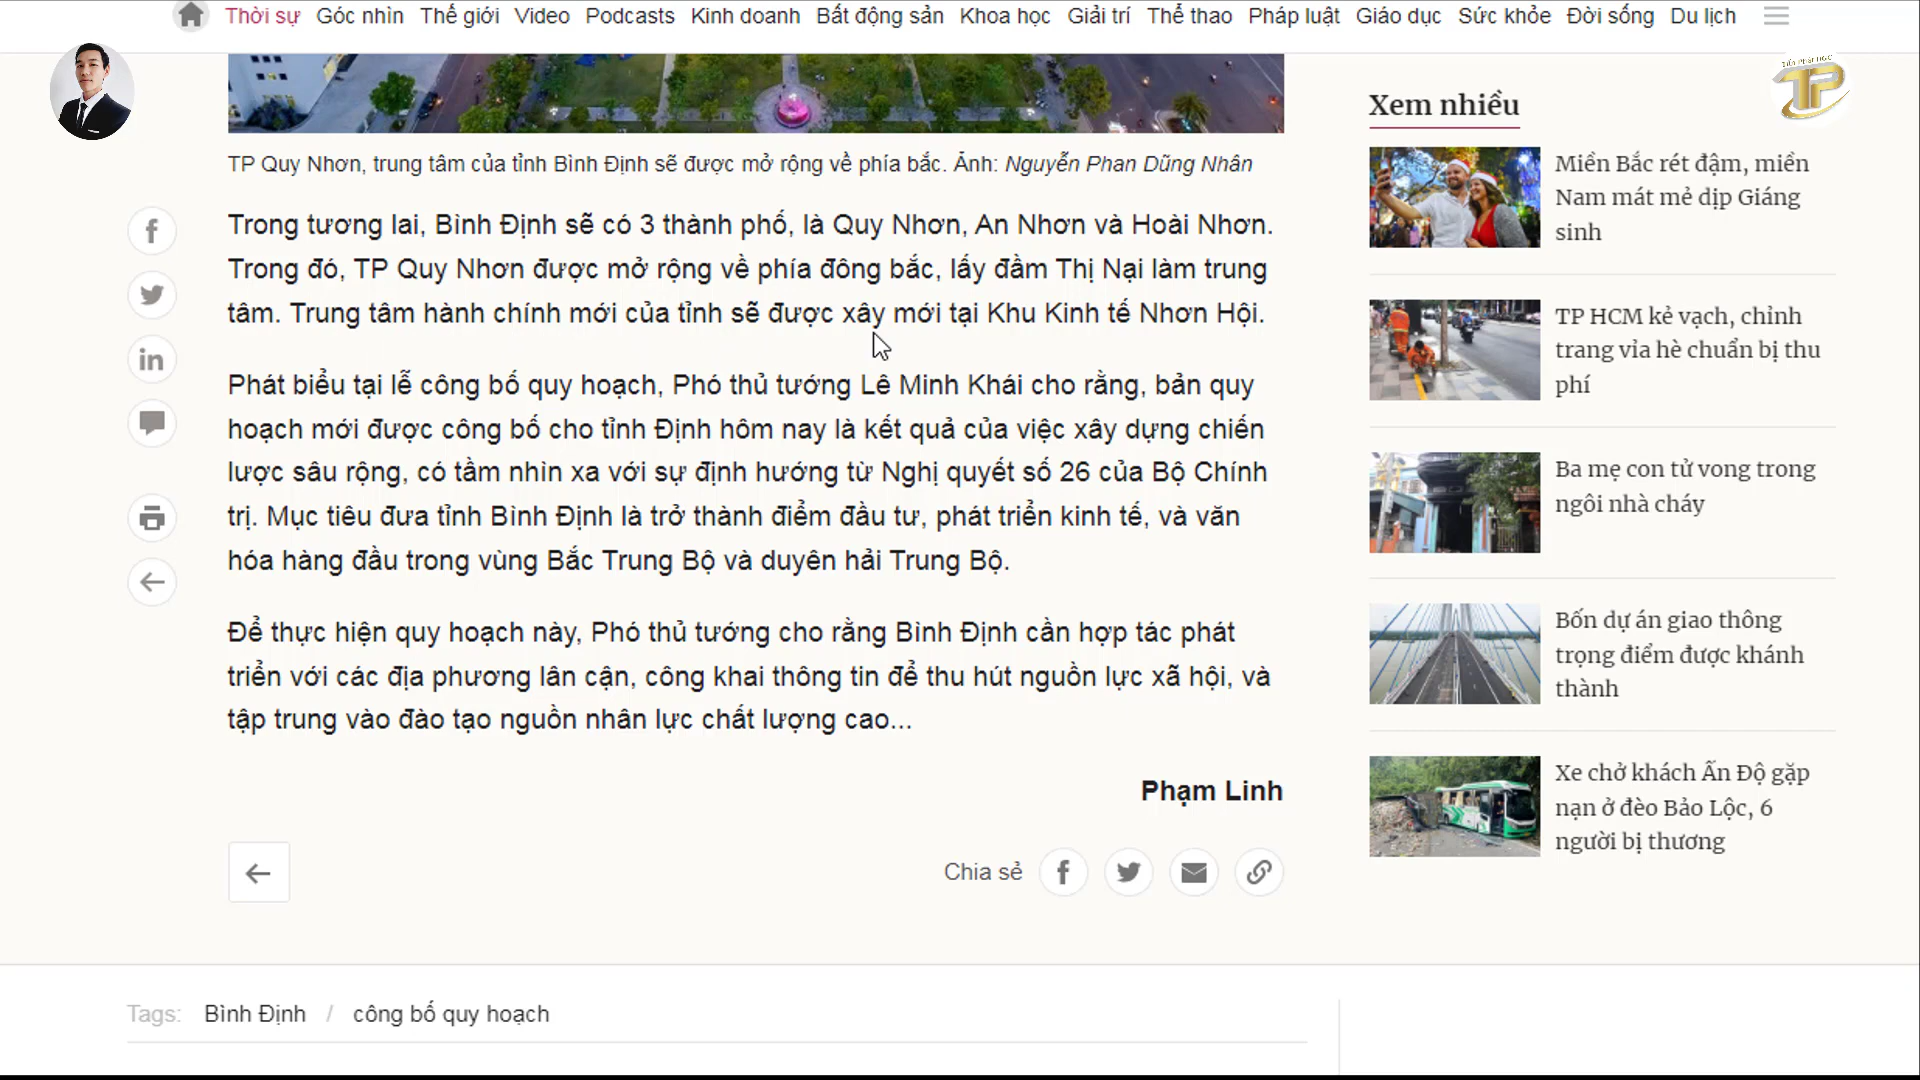 Thời sự Góc nhìn Thế giới Video Podcasts Kinh doanh Bất động sản Khoa học Giải trí Thể thao Pháp luật Giáo dục Sức khỏe Đời sống Du lịch
TP Quy Nhơn, trung tâm của tỉnh Bình Định sẽ được mở rộng về phía bắc. Ảnh: Nguyễn Phan Dũng Nhân
Trong tương lai, Bình Định sẽ có 3 thành phố, là Quy Nhơn, An Nhơn và Hoài Nhơn.
Trong đó, TP Quy Nhơn được mở rộng về phía đông bắc, lấy đầm Thị Nại làm trung
tâm. Trung tâm hành chính mới của tỉnh sẽ được xây mới tại Khu Kinh tế Nhơn Hội.
Phát biểu tại lễ công bố quy hoạch, Phó thủ tướng Lê Minh Khái cho rằng, bản quy
hoạch mới được công bố cho tỉnh Định hôm nay là kết quả của việc xây dựng chiến
lược sâu rộng, có tầm nhìn xa với sự định hướng từ Nghị quyết số 26 của Bộ Chính
trị. Mục tiêu đưa tỉnh Bình Định là trở thành điểm đầu tư, phát triển kinh tế, và văn
hóa hàng đầu trong vùng Bắc Trung Bộ và duyên hải Trung Bộ.
Để thực hiện quy hoạch này, Phó thủ tướng cho rằng Bình Định cần hợp tác phát
triển với các địa phương lân cận, công khai thông tin để thu hút nguồn lực xã hội, và
tập trung vào đào tạo nguồn nhân lực chất lượng cao...
Phạm Linh
Chia sẻ
Tags: Bình Định / công bố quy hoạch
TP
Xem nhiều
Miền Bắc rét đậm, miền
Nam mát mẻ dịp Giáng
sinh
TP HCM kẻ vạch, chỉnh
trang vỉa hè chuẩn bị thu
phí
Ba mẹ con tử vong trong
ngôi nhà cháy
Bốn dự án giao thông
trọng điểm được khánh
thành
Xe chở khách Ấn Độ gặp
nạn ở đèo Bảo Lộc, 6
người bị thương